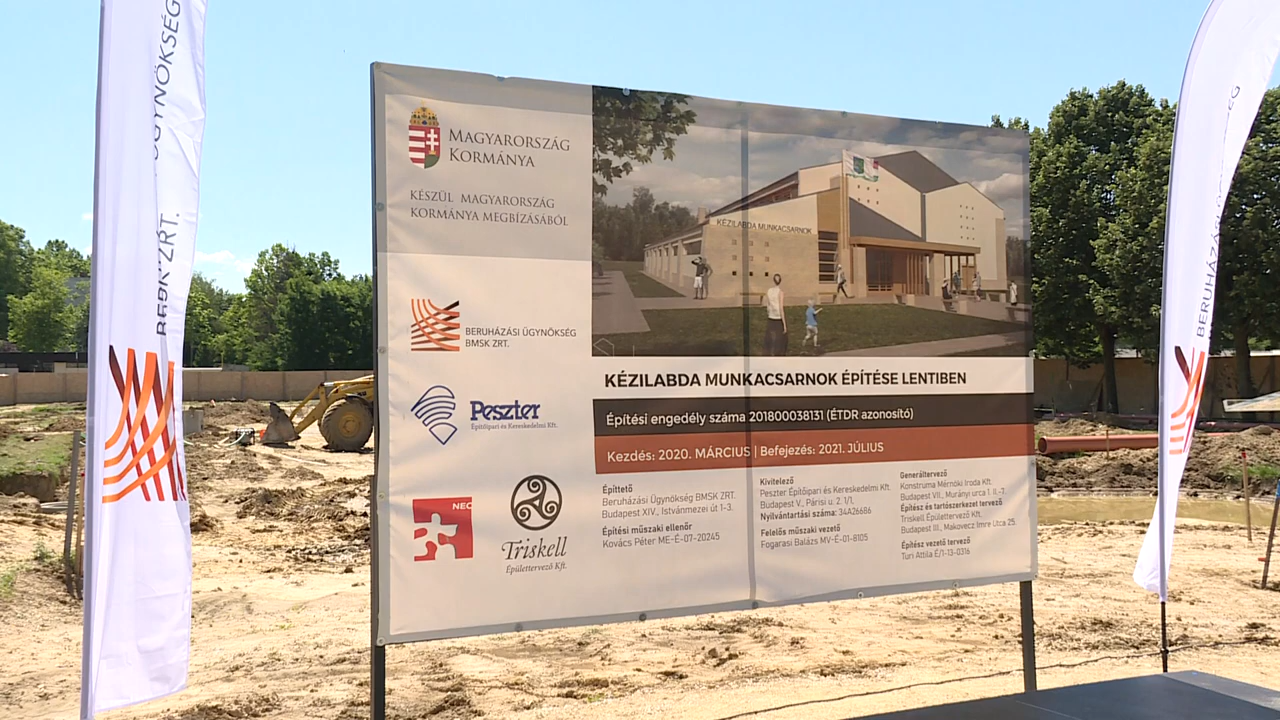 ÜGYNÖKSÉG
BMSK ZRT.
MAGYARORSZÁG
KORMÁNYA
KÉSZÜL MAGYARORSZÁG
KORMÁNYA MEGBÍZÁSÁBÓL
BERUHÁZÁSI ÜGYNÖKSÉG
BMSK ZRT.
Peszter
Építőipari és Kereskedelmi Kft.
NEC
Triskell
Épülettervező Kft.
KÉZILABDA MUNKACSARNOK
KÉZILABDA MUNKACSARNOK ÉPÍTÉSE LENTIBEN
Építési engedély száma 201800038131 (ÉTDR azonosító)
Kezdés: 2020. MÁRCIUS | Befejezés: 2021. JÚLIUS
Építtető
Beruházási Ügynökség BMSK ZRT.
Budapest XIV., Istvánmezei út 1-3.
Építési műszaki ellenőr
Kovács Péter ME-É-07-20245
Kivitelező
Peszter Építőipari és Kereskedelmi Kft.
Budapest V., Párisi u. 2. 1/1,
Nyilvántartási száma: 34A26686
Felelős műszaki vezető
Fogarasi Balázs MV-É-01-8105
Generáltervező
Konstruma Mérnöki Iroda Kft.
Budapest VII., Murányi utca 1. II.-7.
Építész és tartószerkezet tervező
Triskell Épülettervező Kft.
Budapest III., Makovecz Imre Utca 25.
Építész vezető tervező
Turi Attila É/1-13-0316
BERUHÁZÁSI